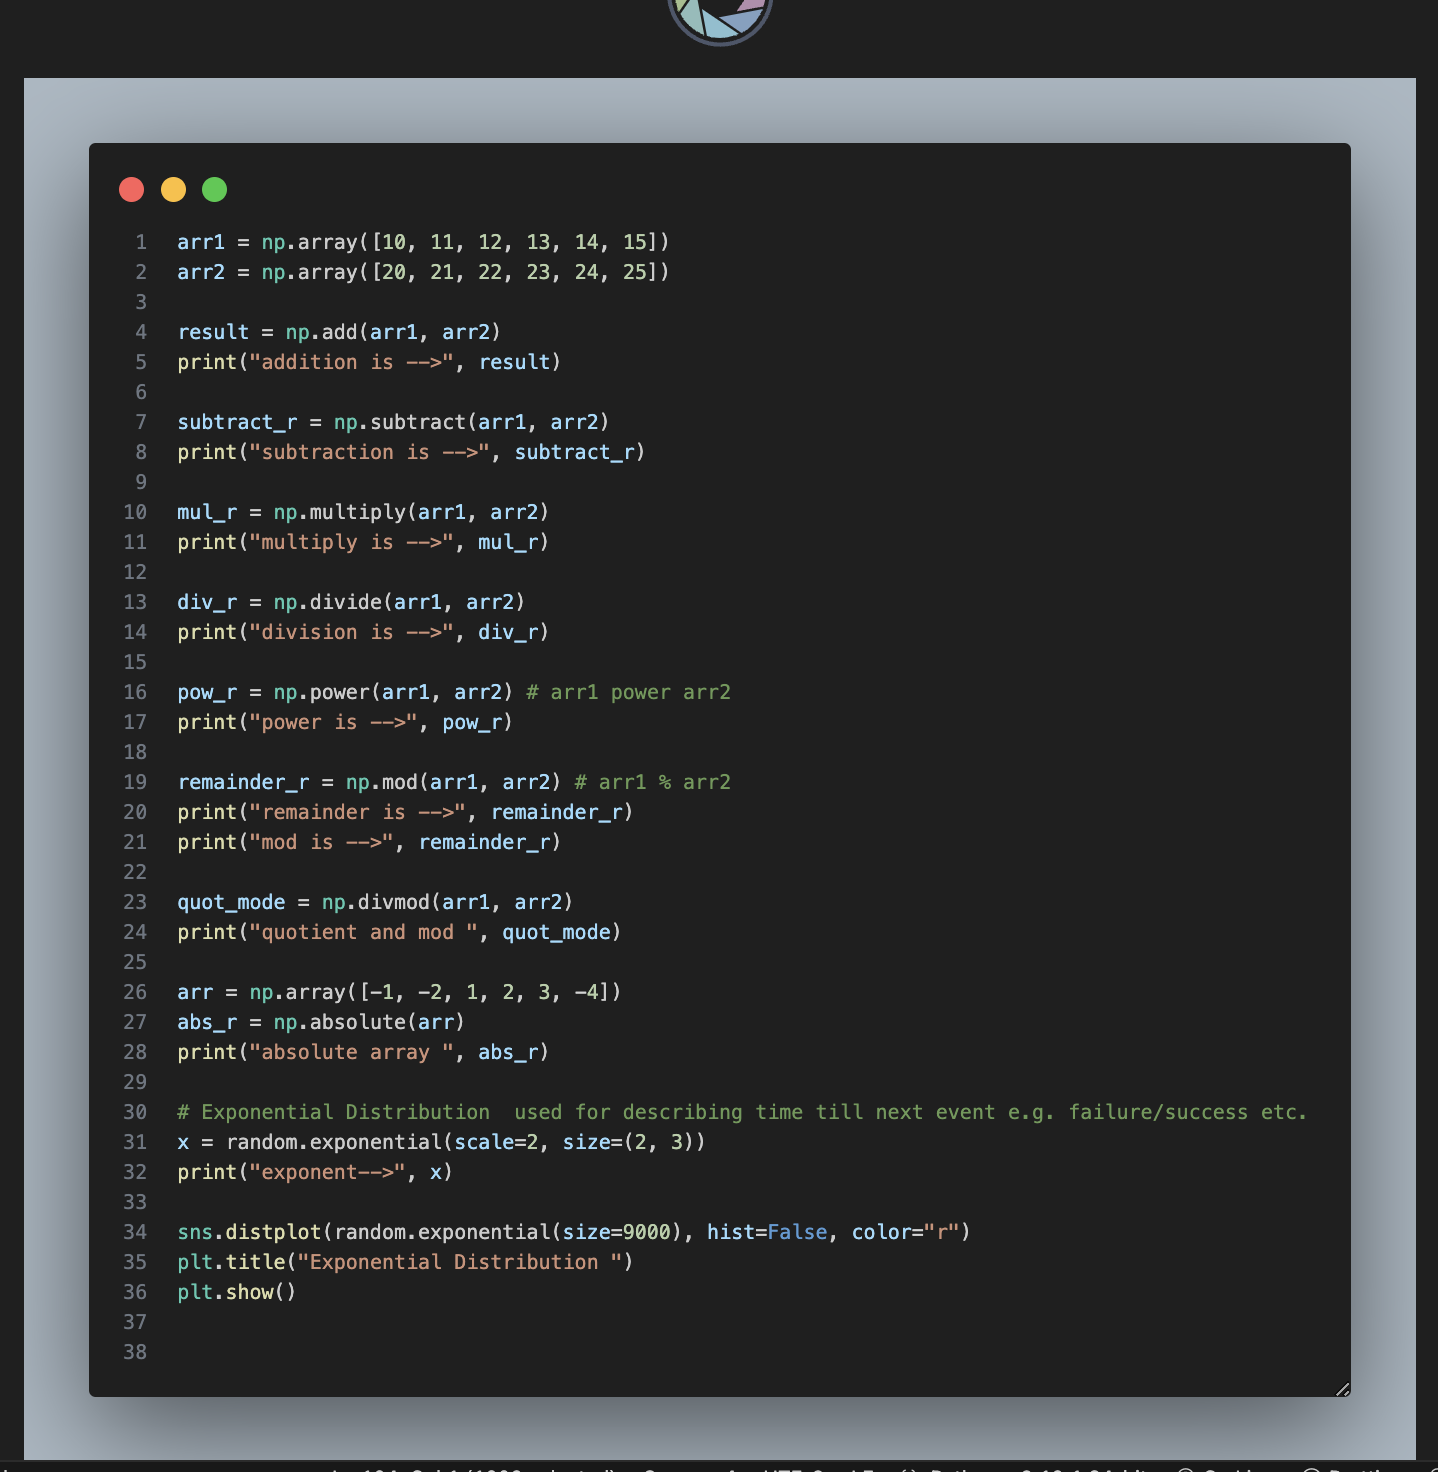 1 arr1 = np.array([10, 11, 12, 13, 14, 15])
2 arr2 = np.array([20, 21, 22, 23, 24, 25])
3
4 result = np.add(arr1, arr2)
5 print("addition is -->", result)
6
7 subtract_r = np.subtract(arr1, arr2)
8 print("subtraction is -->", subtract_r)
9
10 mul_r = np.multiply(arr1, arr2)
11 print("multiply is -->", mul_r)
12
13 div_r = np.divide(arr1, arr2)
14 print("division is -->", div_r)
15
16 pow_r = np.power(arr1, arr2) # arr1 power arr2
17 print("power is -->", pow_r)
18
19 remainder_r = np.mod(arr1, arr2) # arr1 % arr2
20 print("remainder is -->", remainder_r)
21 print("mod is -->", remainder_r)
22
23 quot_mode = np.divmod(arr1, arr2)
24 print("quotient and mod ", quot_mode)
25
26 arr = np.array([-1, -2, 1, 2, 3, -4])
27 abs_r = np.absolute(arr)
28 print("absolute array ", abs_r)
29
30 # Exponential Distribution  used for describing time till next event e.g. failure/success etc.
31 x = random.exponential(scale=2, size=(2, 3))
32 print("exponent-->", x)
33
34 sns.distplot(random.exponential(size=9000), hist=False, color="r")
35 plt.title("Exponential Distribution ")
36 plt.show()
37
38